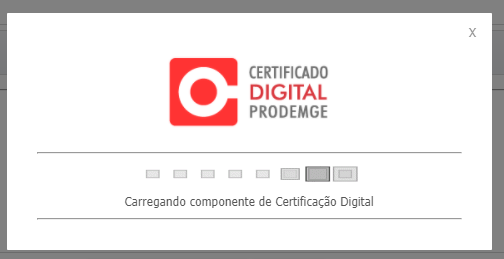 X
CERTIFICADO
DIGITAL
PRODEMGE
Carregando componente de Certificação Digital